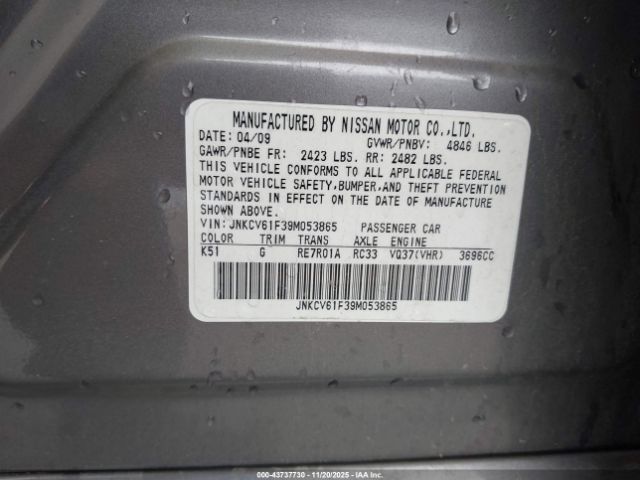 MANUFACTURED BY NISSAN MOTOR CO.,LTD.
DATE: 04/09 GVWR/PNBV: 4846 LBS.
GAWR/PNBE FR: 2423 LBS. RR: 2482 LBS.
THIS VEHICLE CONFORMS TO ALL APPLICABLE FEDERAL
MOTOR VEHICLE SAFETY,BUMPER,AND THEFT PREVENTION
STANDARDS IN EFFECT ON THE DATE OF MANUFACTURE
SHOWN ABOVE.
VIN: JNKCV61F39M053865 PASSENGER CAR
COLOR TRIM TRANS AXLE ENGINE
K51 G RE7R01A RC33 VQ37(VHR) 3696CC
JNKCV61F39M053865
000-43737730 - 11/20/2025 - IAAI.COM